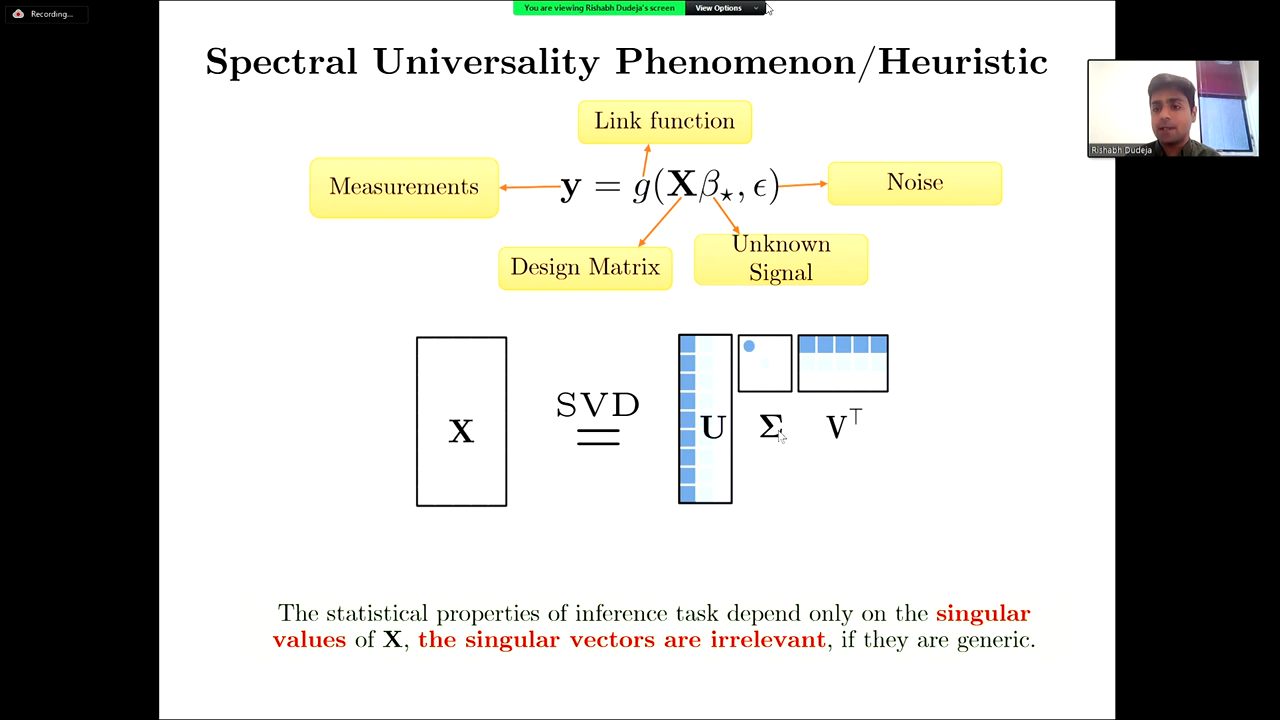 Recording...
You are viewing Rishabh Dudeja's screen
View Options
Spectral Universality Phenomenon/Heuristic
Link function
Measurements
y = g(Xβ⋆, ϵ)
Noise
Design Matrix
Unknown
Signal
Rishabh Dudeja
X
SVD
=
U
Σ
V⊤
The statistical properties of inference task depend only on the singular
values of X, the singular vectors are irrelevant, if they are generic.